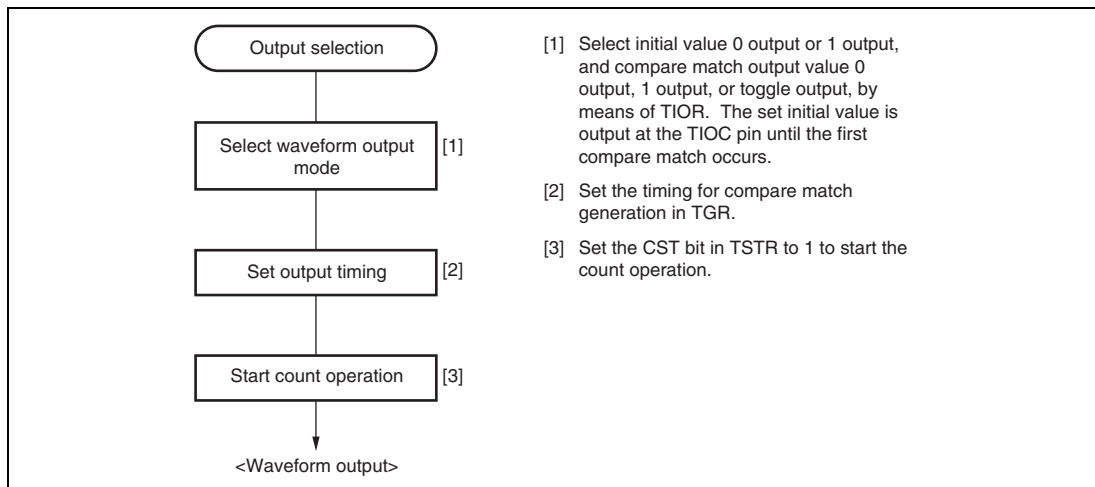 Output selection
Select waveform output
mode
[1]
Set output timing
[2]
Start count operation
[3]
<Waveform output>
[1] Select initial value 0 output or 1 output,
and compare match output value 0
output, 1 output, or toggle output, by
means of TIOR. The set initial value is
output at the TIOC pin until the first
compare match occurs.
[2] Set the timing for compare match
generation in TGR.
[3] Set the CST bit in TSTR to 1 to start the
count operation.